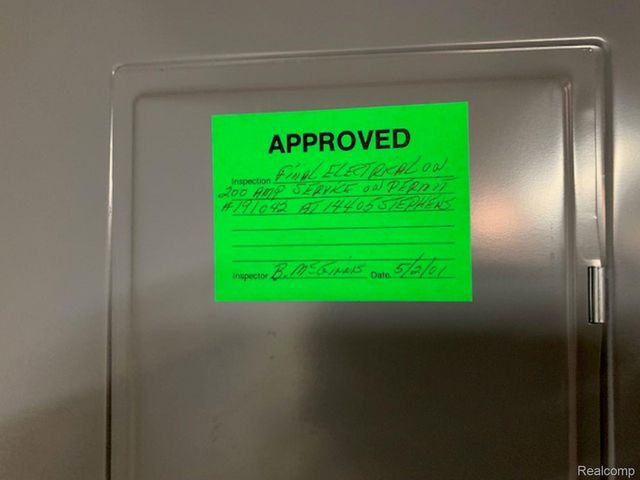 APPROVED
Inspection FINAL ELECTRICAL ON
200 AMP SERVICE ON PERMIT
#191042 AT 14405 STEPHENS
Inspector B. McGinnis Date 5/2/01
Realcomp